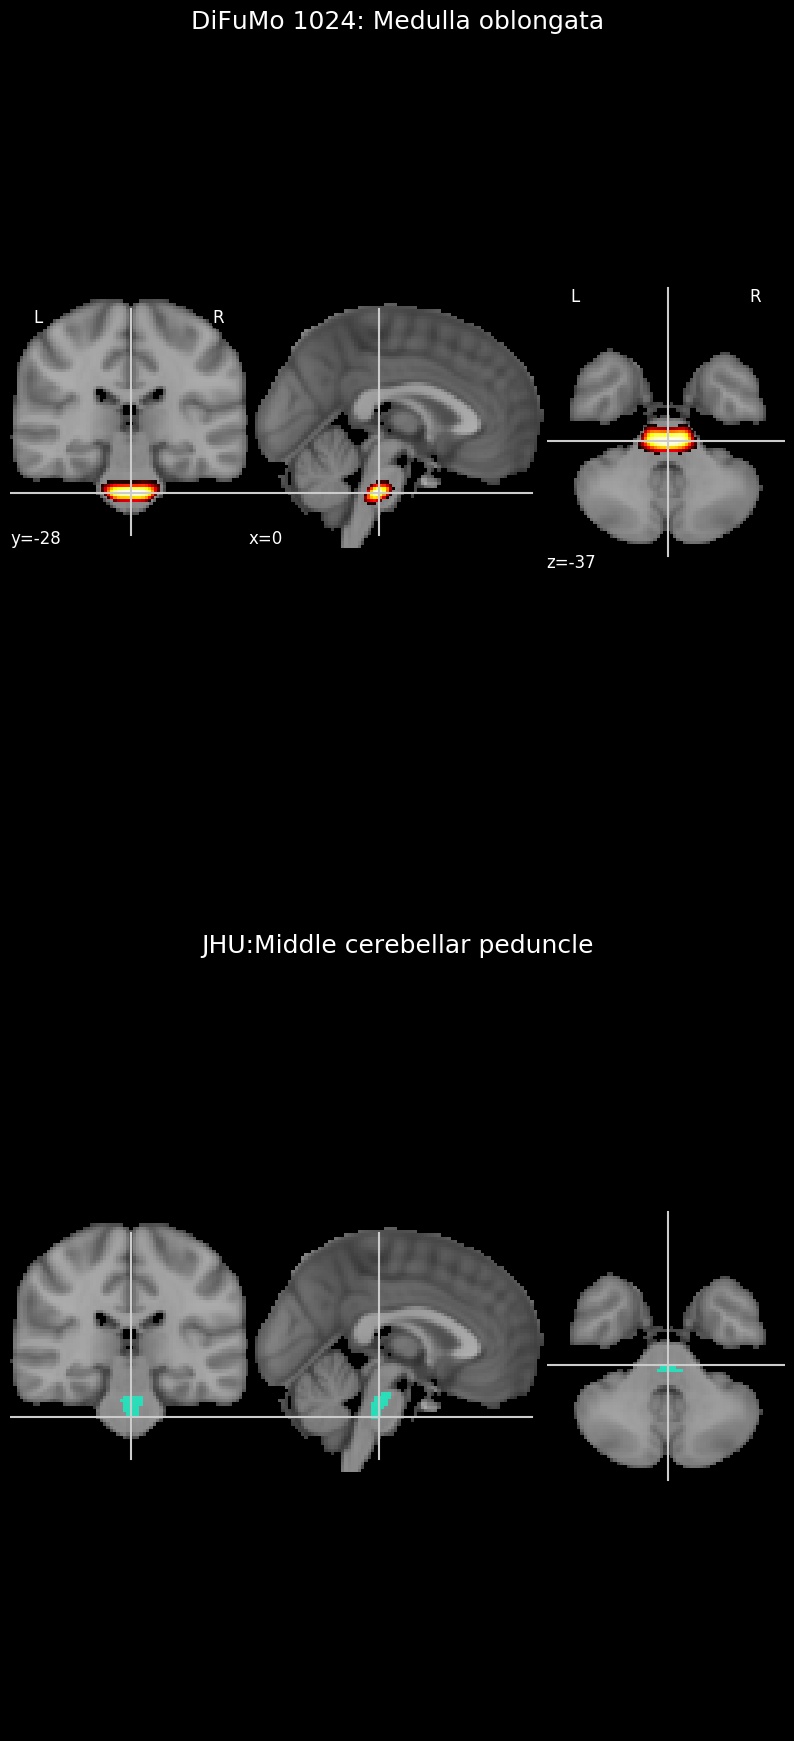 DiFuMo 1024: Medulla oblongata
L R L R
y=-28 x=0 z=-37
JHU:Middle cerebellar peduncle